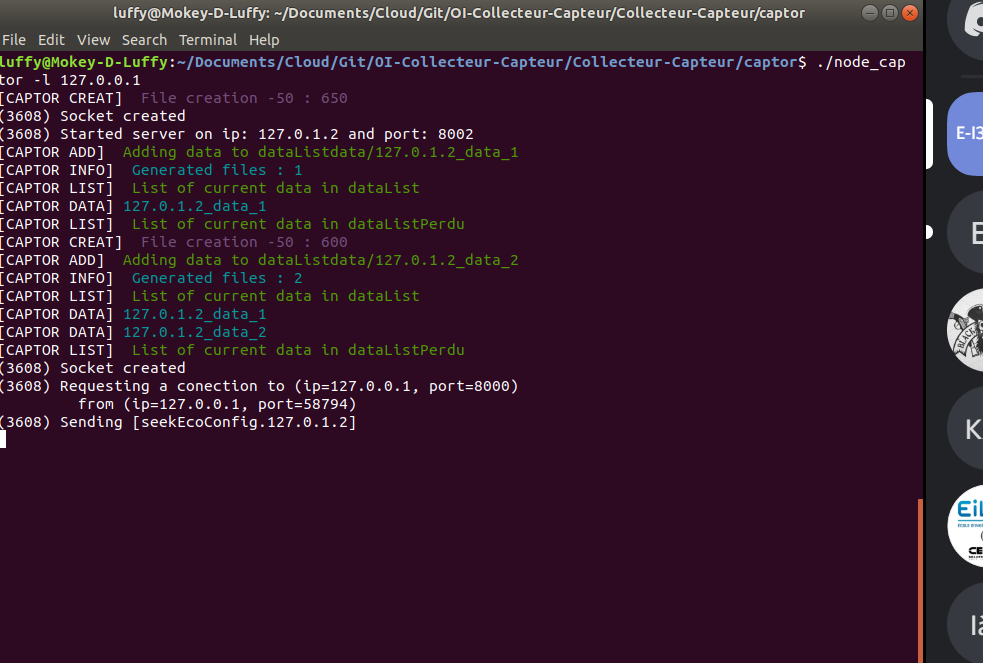 luffy@Mokey-D-Luffy: ~/Documents/Cloud/Git/OI-Collecteur-Capteur/Collecteur-Capteur/captor
File Edit View Search Terminal Help
luffy@Mokey-D-Luffy:~/Documents/Cloud/Git/OI-Collecteur-Capteur/Collecteur-Capteur/captor$ ./node_cap
tor -l 127.0.0.1
[CAPTOR CREAT]  File creation -50 : 650
(3608) Socket created
(3608) Started server on ip: 127.0.1.2 and port: 8002
[CAPTOR ADD]  Adding data to dataListdata/127.0.1.2_data_1
[CAPTOR INFO]  Generated files : 1
[CAPTOR LIST]  List of current data in dataList
[CAPTOR DATA] 127.0.1.2_data_1
[CAPTOR LIST]  List of current data in dataListPerdu
[CAPTOR CREAT]  File creation -50 : 600
[CAPTOR ADD]  Adding data to dataListdata/127.0.1.2_data_2
[CAPTOR INFO]  Generated files : 2
[CAPTOR LIST]  List of current data in dataList
[CAPTOR DATA] 127.0.1.2_data_1
[CAPTOR DATA] 127.0.1.2_data_2
[CAPTOR LIST]  List of current data in dataListPerdu
(3608) Socket created
(3608) Requesting a conection to (ip=127.0.0.1, port=8000)
from (ip=127.0.0.1, port=58794)
(3608) Sending [seekEcoConfig.127.0.1.2]
E-I3
E
BLACK
K
EiL
CE
là